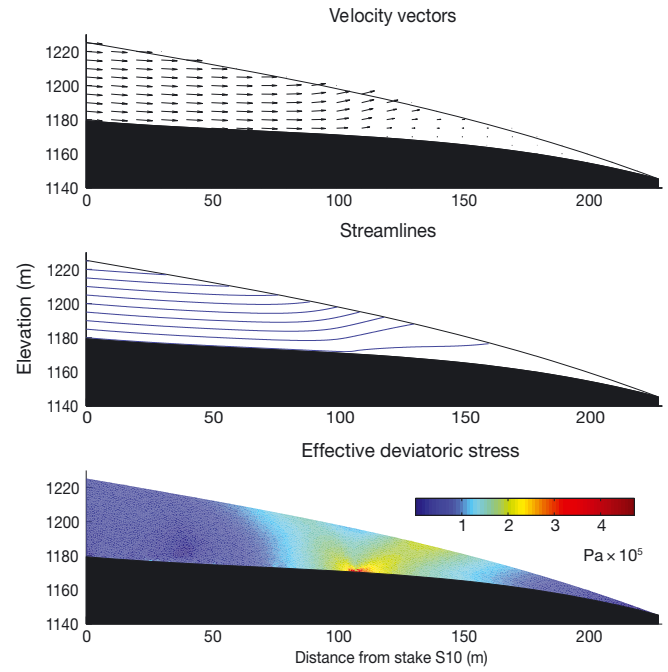 Velocity vectors
1220
1200
1180
1160
1140
0 50 100 150 200
Streamlines
Elevation (m)
1220
1200
1180
1160
1140
0 50 100 150 200
Effective deviatoric stress
1220
1200
1180
1160
1140
1 2 3 4
Pa × 10⁵
0 50 100 150 200
Distance from stake S10 (m)